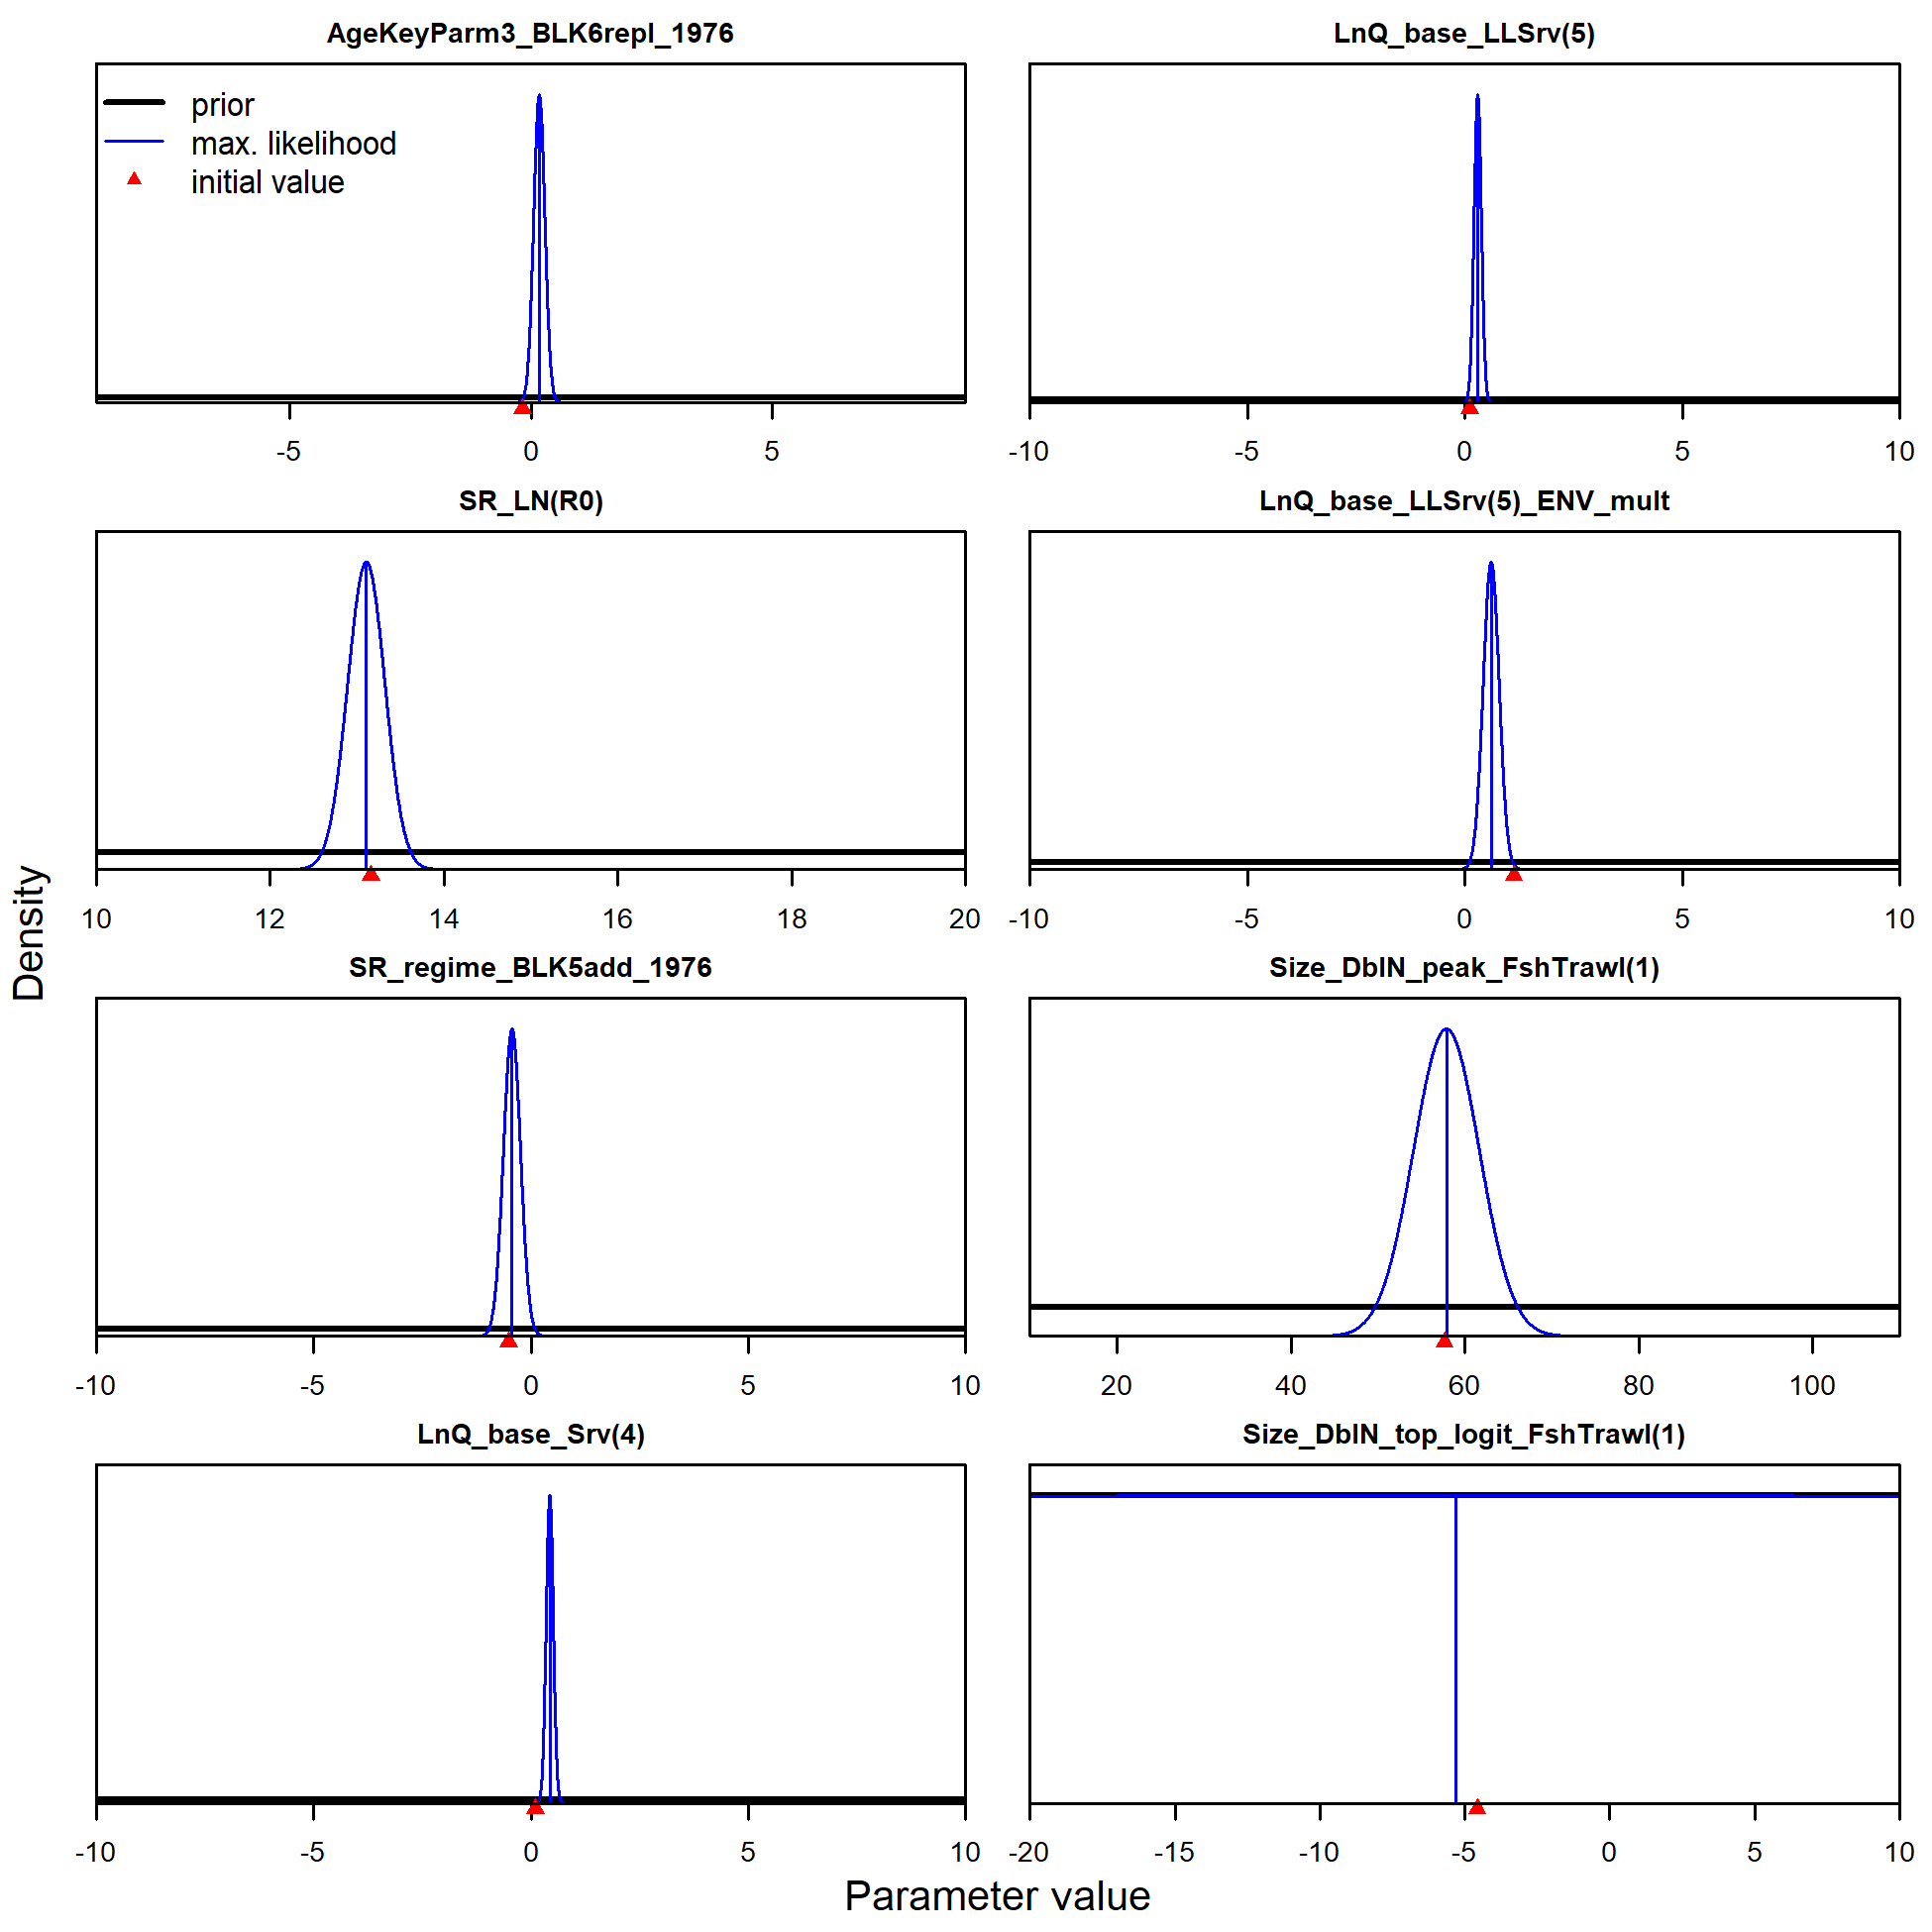 AgeKeyParm3_BLK6repl_1976
prior
max. likelihood
initial value
-5 0 5
LnQ_base_LLSrv(5)
-10 -5 0 5 10
SR_LN(R0)
10 12 14 16 18 20
LnQ_base_LLSrv(5)_ENV_mult
-10 -5 0 5 10
SR_regime_BLK5add_1976
-10 -5 0 5 10
Size_DblN_peak_FshTrawl(1)
20 40 60 80 100
LnQ_base_Srv(4)
-10 -5 0 5 10
Size_DblN_top_logit_FshTrawl(1)
-20 -15 -10 -5 0 5 10
Density
Parameter value